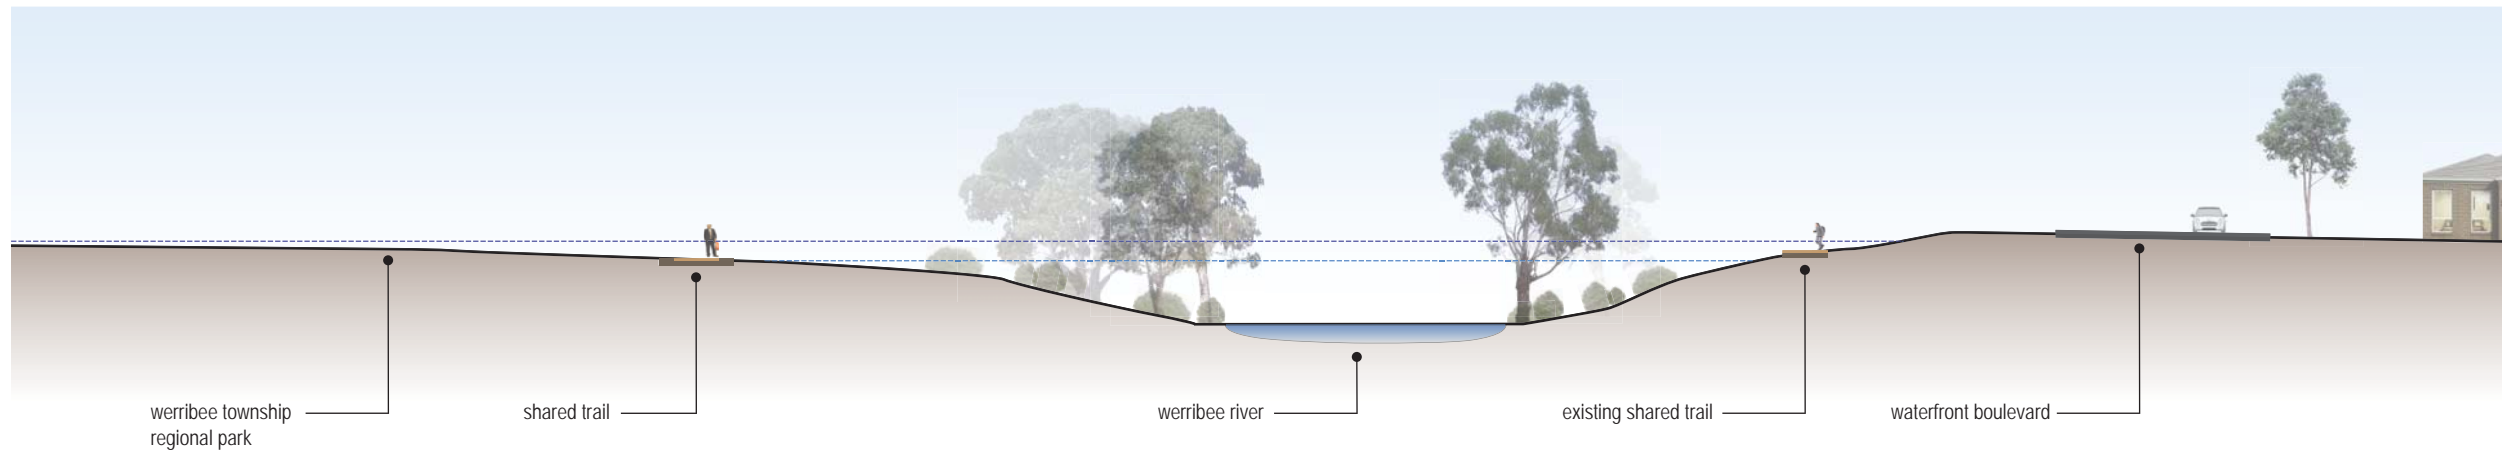 werribee township
regional park
shared trail
werribee river
existing shared trail
waterfront boulevard